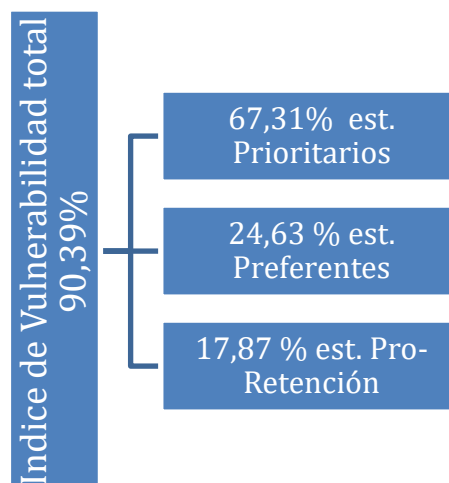 Indice de Vulnerabilidad total
90,39%
67,31% est.
Prioritarios
24,63 % est.
Preferentes
17,87 % est. Pro-
Retención